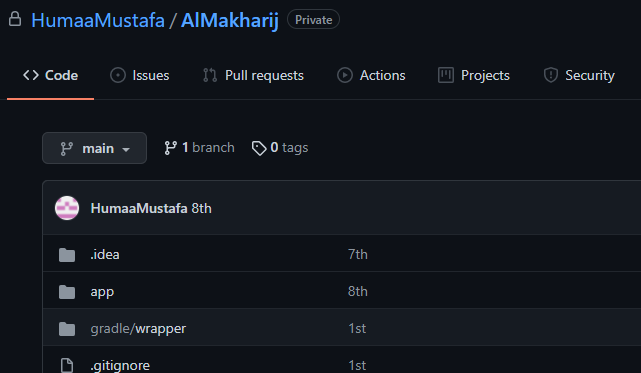 HumaaMustafa / AlMakharij Private
Code Issues Pull requests Actions Projects Security
main 1 branch 0 tags
HumaaMustafa 8th
.idea 7th
app 8th
gradle/wrapper 1st
.gitignore 1st